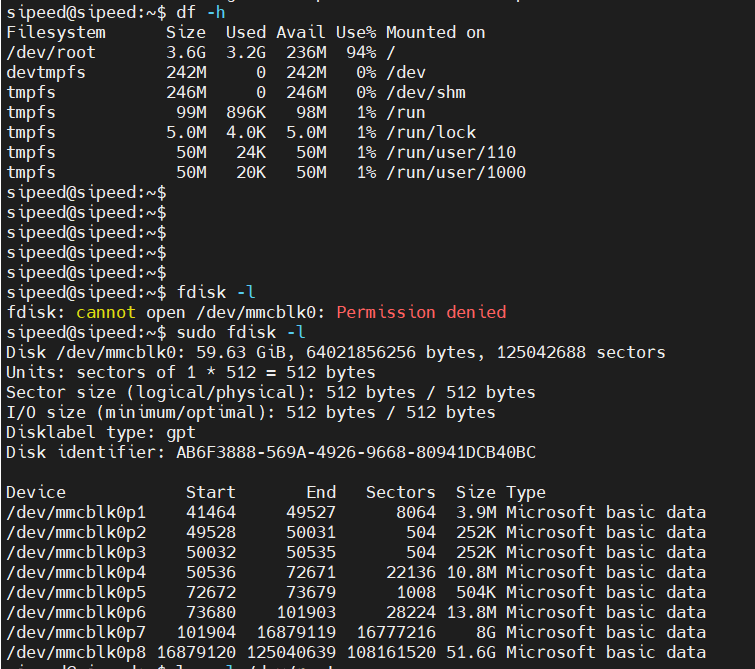 sipeed@sipeed:~$ df -h
Filesystem      Size  Used Avail Use% Mounted on
/dev/root       3.6G  3.2G  236M  94% /
devtmpfs        242M     0  242M   0% /dev
tmpfs           246M     0  246M   0% /dev/shm
tmpfs            99M  896K   98M   1% /run
tmpfs           5.0M  4.0K  5.0M   1% /run/lock
tmpfs            50M   24K   50M   1% /run/user/110
tmpfs            50M   20K   50M   1% /run/user/1000
sipeed@sipeed:~$
sipeed@sipeed:~$
sipeed@sipeed:~$
sipeed@sipeed:~$
sipeed@sipeed:~$
sipeed@sipeed:~$ fdisk -l
fdisk: cannot open /dev/mmcblk0: Permission denied
sipeed@sipeed:~$ sudo fdisk -l
Disk /dev/mmcblk0: 59.63 GiB, 64021856256 bytes, 125042688 sectors
Units: sectors of 1 * 512 = 512 bytes
Sector size (logical/physical): 512 bytes / 512 bytes
I/O size (minimum/optimal): 512 bytes / 512 bytes
Disklabel type: gpt
Disk identifier: AB6F3888-569A-4926-9668-80941DCB40BC

Device            Start       End   Sectors  Size Type
/dev/mmcblk0p1    41464     49527      8064  3.9M Microsoft basic data
/dev/mmcblk0p2    49528     50031       504  252K Microsoft basic data
/dev/mmcblk0p3    50032     50535       504  252K Microsoft basic data
/dev/mmcblk0p4    50536     72671     22136 10.8M Microsoft basic data
/dev/mmcblk0p5    72672     73679      1008  504K Microsoft basic data
/dev/mmcblk0p6    73680    101903     28224 13.8M Microsoft basic data
/dev/mmcblk0p7   101904  16879119  16777216    8G Microsoft basic data
/dev/mmcblk0p8 16879120 125040639 108161520 51.6G Microsoft basic data